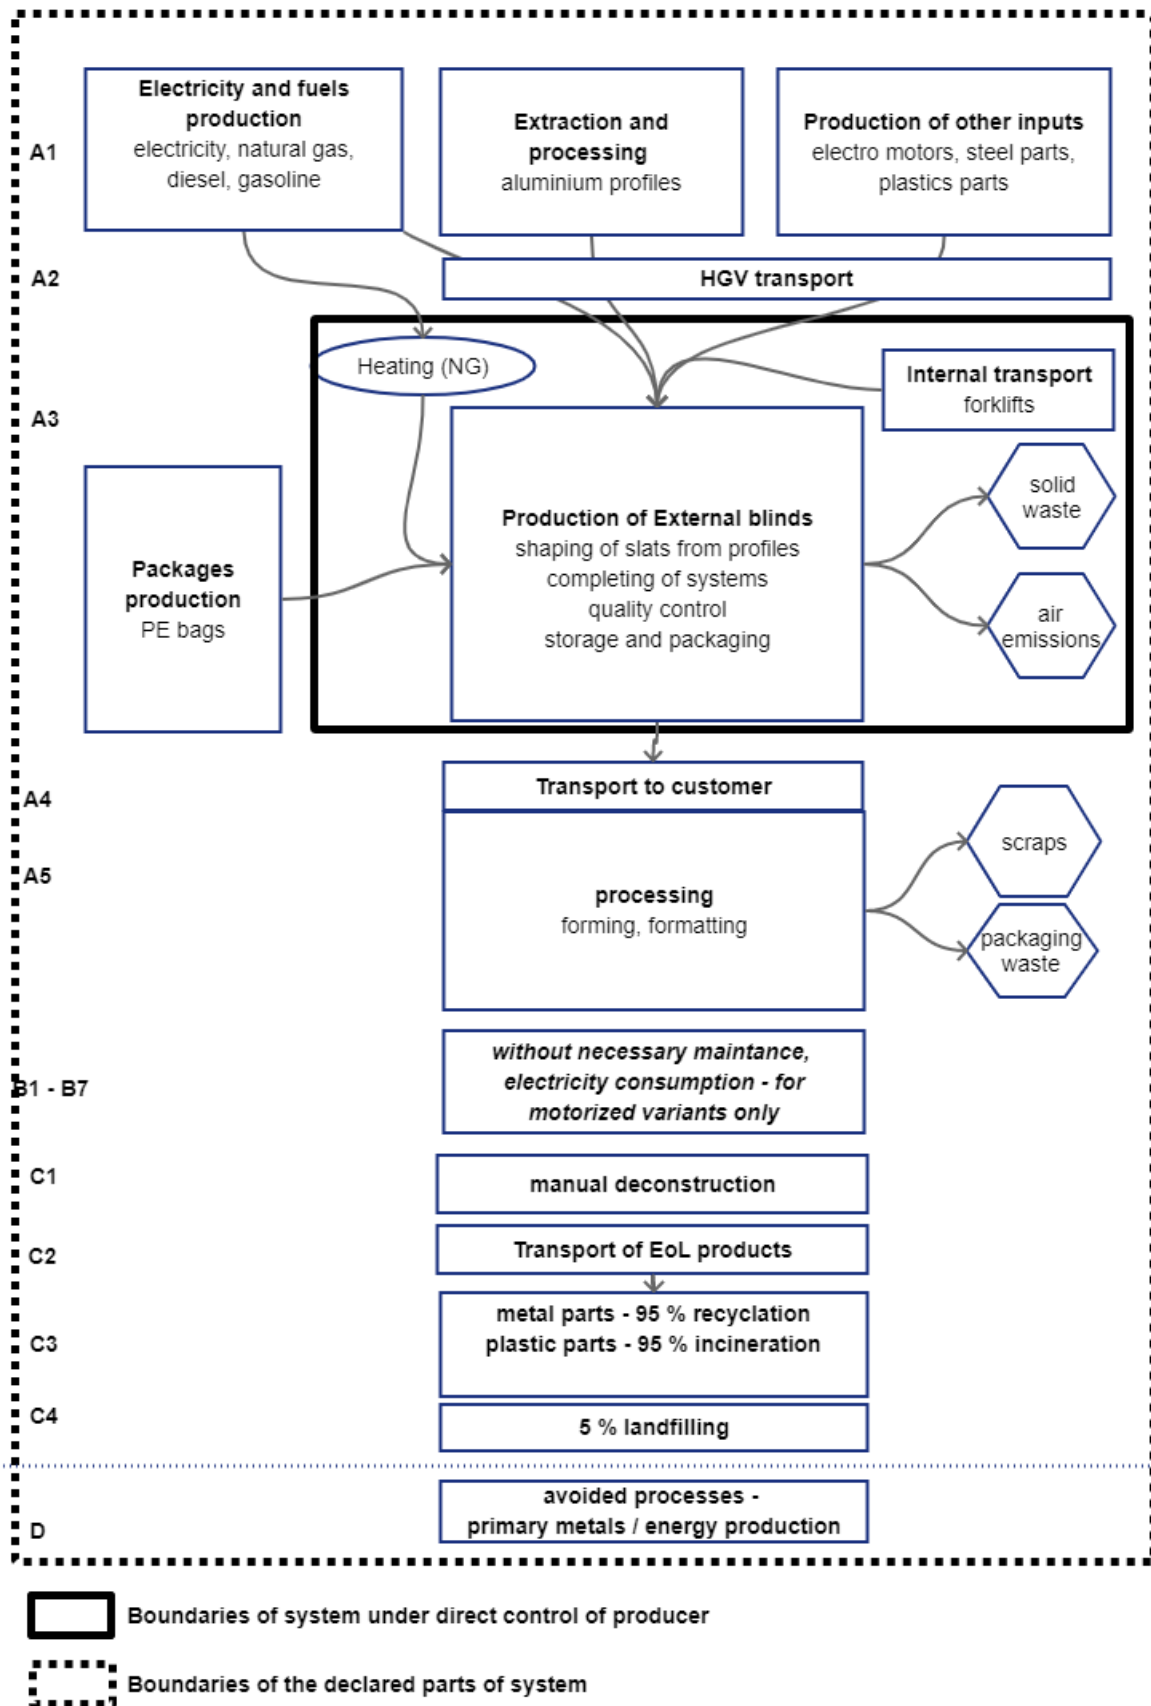 Electricity and fuels
production
electricity, natural gas,
diesel, gasoline
Extraction and
processing
aluminium profiles
Production of other inputs
electro motors, steel parts,
plastics parts
A1
A2
HGV transport
Heating (NG)
Internal transport
forklifts
A3
solid
waste
Production of External blinds
shaping of slats from profiles
completing of systems
quality control
storage and packaging
Packages
production
PE bags
air
emissions
Transport to customer
A4
A5
processing
forming, formatting
scraps
packaging
waste
without necessary maintance,
electricity consumption - for
motorized variants only
B1 - B7
C1
manual deconstruction
C2
Transport of EoL products
metal parts - 95 % recyclation
plastic parts - 95 % incineration
C3
C4
5 % landfilling
avoided processes -
primary metals / energy production
D
Boundaries of system under direct control of producer
Boundaries of the declared parts of system